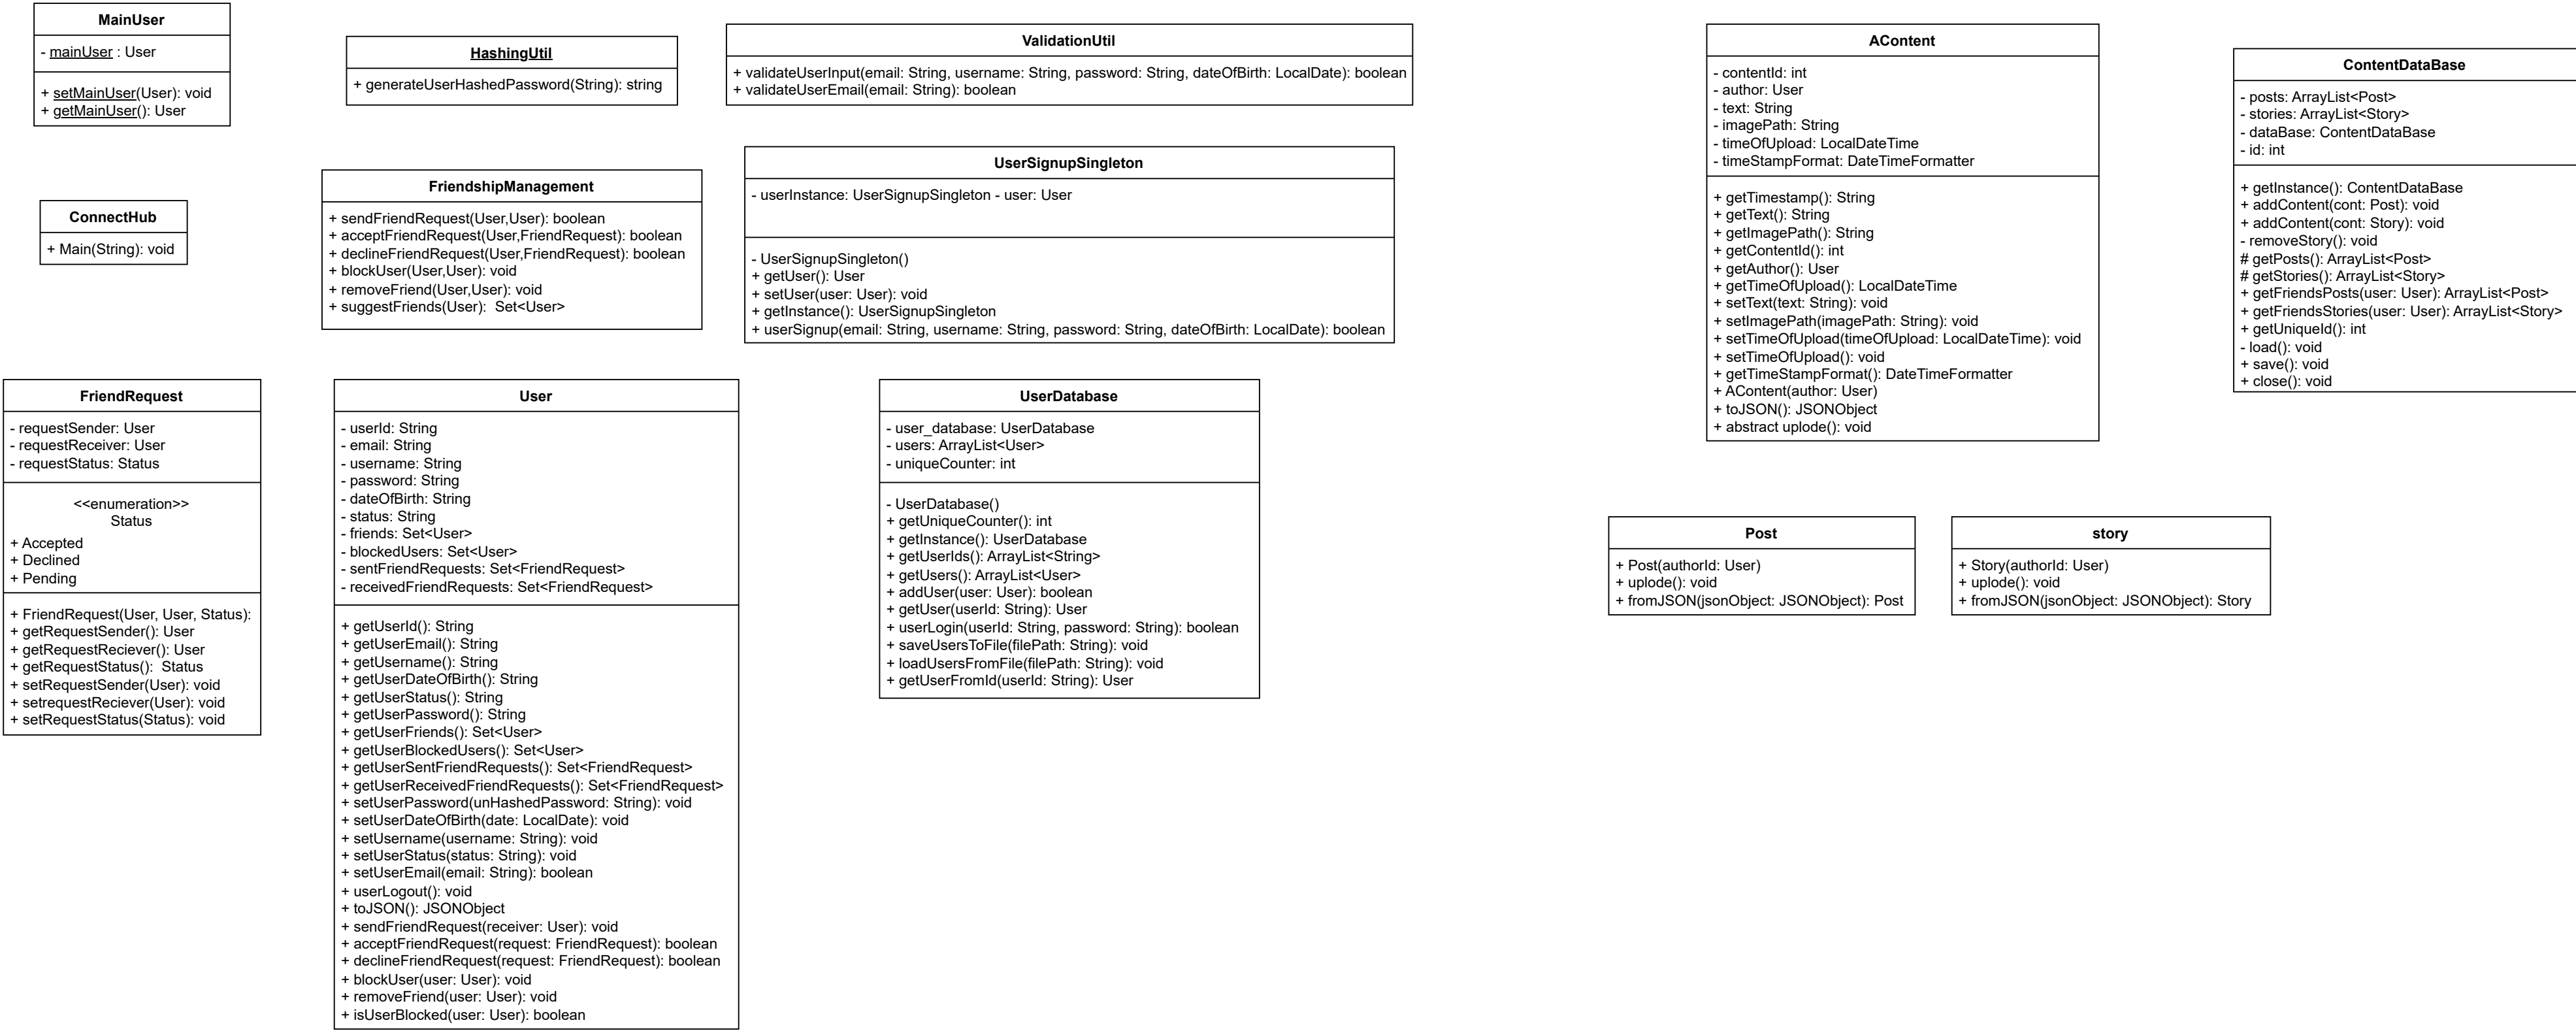 MainUser
- mainUser : User
+ setMainUser(User): void
+ getMainUser(): User
HashingUtil
+ generateUserHashedPassword(String): string
ValidationUtil
+ validateUserInput(email: String, username: String, password: String, dateOfBirth: LocalDate): boolean
+ validateUserEmail(email: String): boolean
AContent
- contentId: int
- author: User
- text: String
- imagePath: String
- timeOfUpload: LocalDateTime
- timeStampFormat: DateTimeFormatter
+ getTimestamp(): String
+ getText(): String
+ getImagePath(): String
+ getContentId(): int
+ getAuthor(): User
+ getTimeOfUpload(): LocalDateTime
+ setText(text: String): void
+ setImagePath(imagePath: String): void
+ setTimeOfUpload(timeOfUpload: LocalDateTime): void
+ setTimeOfUpload(): void
+ getTimeStampFormat(): DateTimeFormatter
+ AContent(author: User)
+ toJSON(): JSONObject
+ abstract uplode(): void
ContentDataBase
- posts: ArrayList<Post>
- stories: ArrayList<Story>
- dataBase: ContentDataBase
- id: int
+ getInstance(): ContentDataBase
+ addContent(cont: Post): void
+ addContent(cont: Story): void
- removeStory(): void
# getPosts(): ArrayList<Post>
# getStories(): ArrayList<Story>
+ getFriendsPosts(user: User): ArrayList<Post>
+ getFriendsStories(user: User): ArrayList<Story>
+ getUniqueId(): int
- load(): void
+ save(): void
+ close(): void
ConnectHub
+ Main(String): void
FriendshipManagement
+ sendFriendRequest(User,User): boolean
+ acceptFriendRequest(User,FriendRequest): boolean
+ declineFriendRequest(User,FriendRequest): boolean
+ blockUser(User,User): void
+ removeFriend(User,User): void
+ suggestFriends(User):  Set<User>
UserSignupSingleton
- userInstance: UserSignupSingleton - user: User
- UserSignupSingleton()
+ getUser(): User
+ setUser(user: User): void
+ getInstance(): UserSignupSingleton
+ userSignup(email: String, username: String, password: String, dateOfBirth: LocalDate): boolean
FriendRequest
- requestSender: User
- requestReceiver: User
- requestStatus: Status
<<enumeration>>
Status
+ Accepted
+ Declined
+ Pending
+ FriendRequest(User, User, Status):
+ getRequestSender(): User
+ getRequestReciever(): User
+ getRequestStatus():  Status
+ setRequestSender(User): void
+ setrequestReciever(User): void
+ setRequestStatus(Status): void
User
- userId: String
- email: String
- username: String
- password: String
- dateOfBirth: String
- status: String
- friends: Set<User>
- blockedUsers: Set<User>
- sentFriendRequests: Set<FriendRequest>
- receivedFriendRequests: Set<FriendRequest>
+ getUserId(): String
+ getUserEmail(): String
+ getUsername(): String
+ getUserDateOfBirth(): String
+ getUserStatus(): String
+ getUserPassword(): String
+ getUserFriends(): Set<User>
+ getUserBlockedUsers(): Set<User>
+ getUserSentFriendRequests(): Set<FriendRequest>
+ getUserReceivedFriendRequests(): Set<FriendRequest>
+ setUserPassword(unHashedPassword: String): void
+ setUserDateOfBirth(date: LocalDate): void
+ setUsername(username: String): void
+ setUserStatus(status: String): void
+ setUserEmail(email: String): boolean
+ userLogout(): void
+ toJSON(): JSONObject
+ sendFriendRequest(receiver: User): void
+ acceptFriendRequest(request: FriendRequest): boolean
+ declineFriendRequest(request: FriendRequest): boolean
+ blockUser(user: User): void
+ removeFriend(user: User): void
+ isUserBlocked(user: User): boolean
UserDatabase
- user_database: UserDatabase
- users: ArrayList<User>
- uniqueCounter: int
- UserDatabase()
+ getUniqueCounter(): int
+ getInstance(): UserDatabase
+ getUserIds(): ArrayList<String>
+ getUsers(): ArrayList<User>
+ addUser(user: User): boolean
+ getUser(userId: String): User
+ userLogin(userId: String, password: String): boolean
+ saveUsersToFile(filePath: String): void
+ loadUsersFromFile(filePath: String): void
+ getUserFromId(userId: String): User
Post
+ Post(authorId: User)
+ uplode(): void
+ fromJSON(jsonObject: JSONObject): Post
story
+ Story(authorId: User)
+ uplode(): void
+ fromJSON(jsonObject: JSONObject): Story